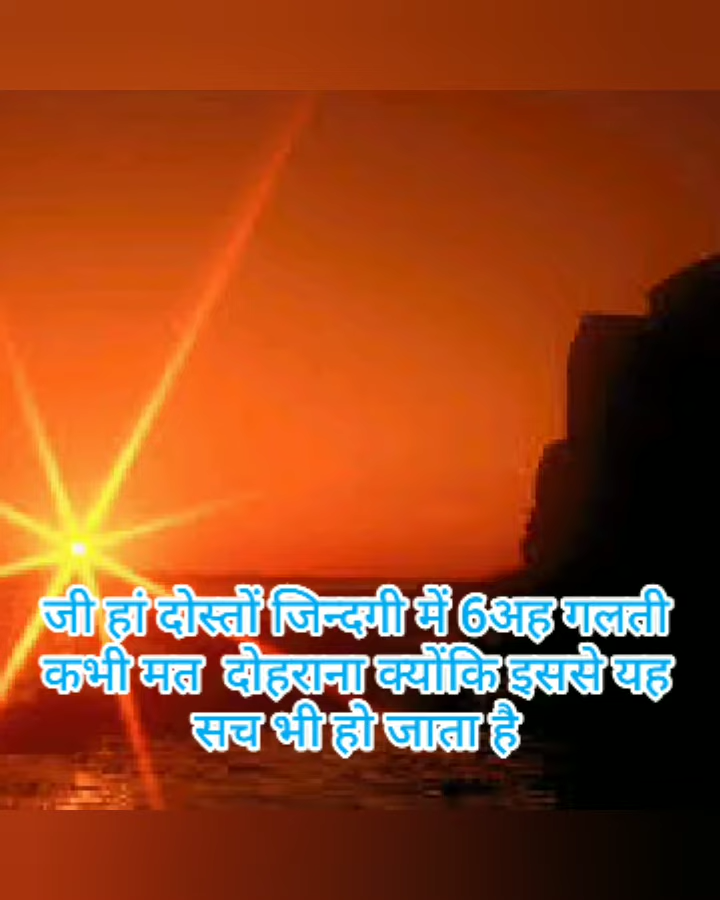 जी हां दोस्तों जिन्दगी में 6अह गलती
कभी मत दोहराना क्योंकि इससे यह
सच भी हो जाता है